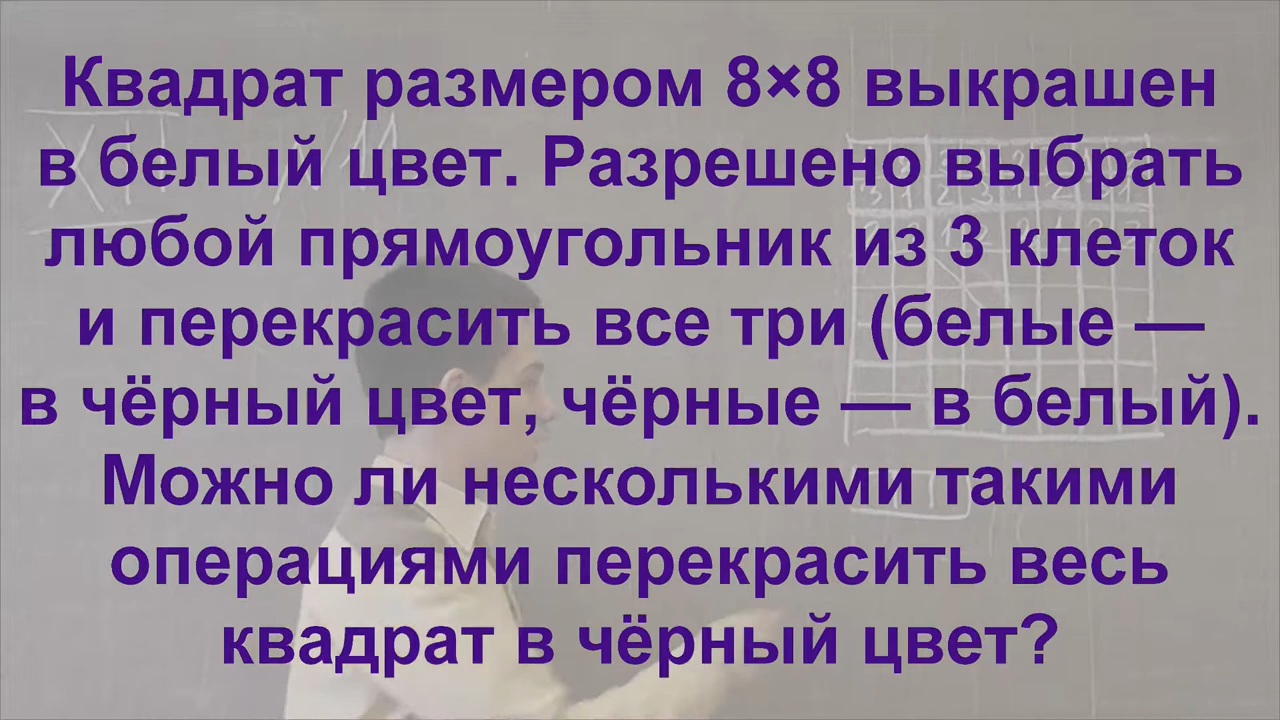 Квадрат размером 8×8 выкрашен
в белый цвет. Разрешено выбрать
любой прямоугольник из 3 клеток
и перекрасить все три (белые —
в чёрный цвет, чёрные — в белый).
Можно ли несколькими такими
операциями перекрасить весь
квадрат в чёрный цвет?